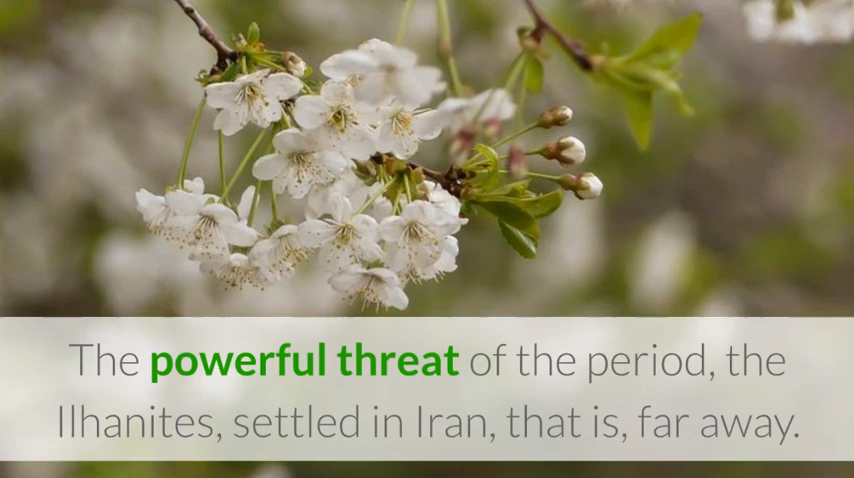 The powerful threat of the period, the
Ilhanites, settled in Iran, that is, far away.